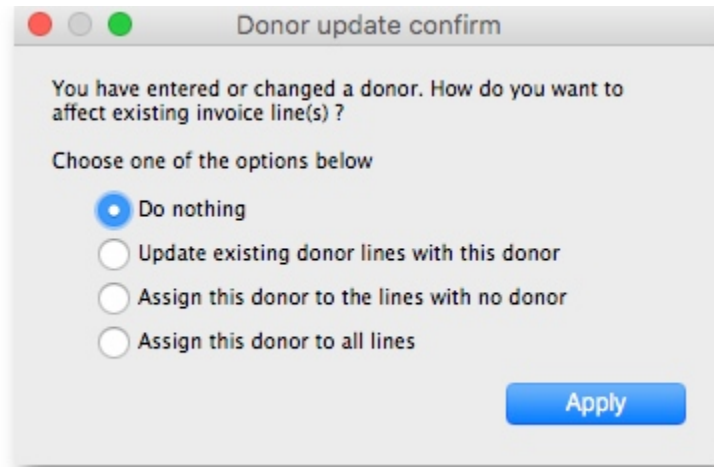 Donor update confirm
You have entered or changed a donor. How do you want to
affect existing invoice line(s) ?
Choose one of the options below
Do nothing
Update existing donor lines with this donor
Assign this donor to the lines with no donor
Assign this donor to all lines
Apply